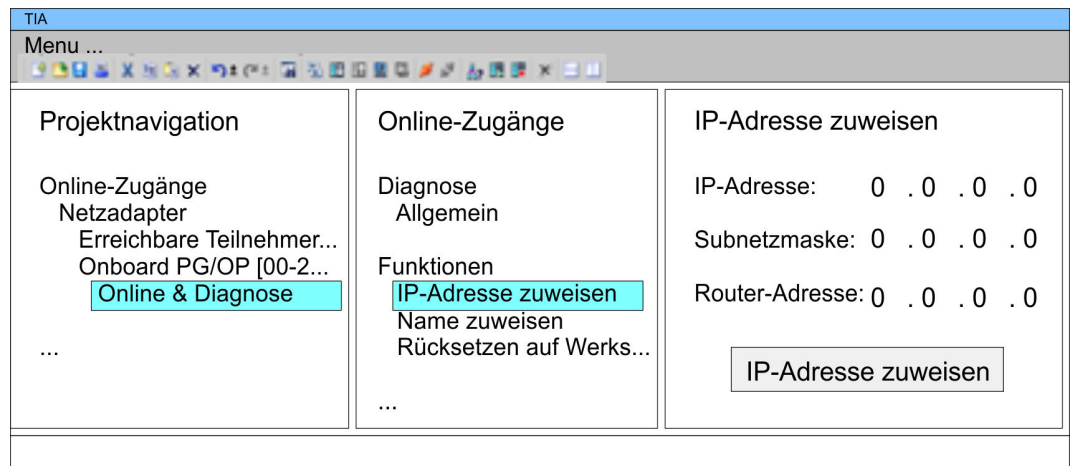 TIA
Menu ...
Projektnavigation
Online-Zugänge
Netzadapter
Erreichbare Teilnehmer...
Onboard PG/OP [00-2...
Online & Diagnose
...
Online-Zugänge
Diagnose
Allgemein
Funktionen
IP-Adresse zuweisen
Name zuweisen
Rücksetzen auf Werks...
...
IP-Adresse zuweisen
IP-Adresse: 0 . 0 . 0 . 0
Subnetzmaske: 0 . 0 . 0 . 0
Router-Adresse: 0 . 0 . 0 . 0
IP-Adresse zuweisen